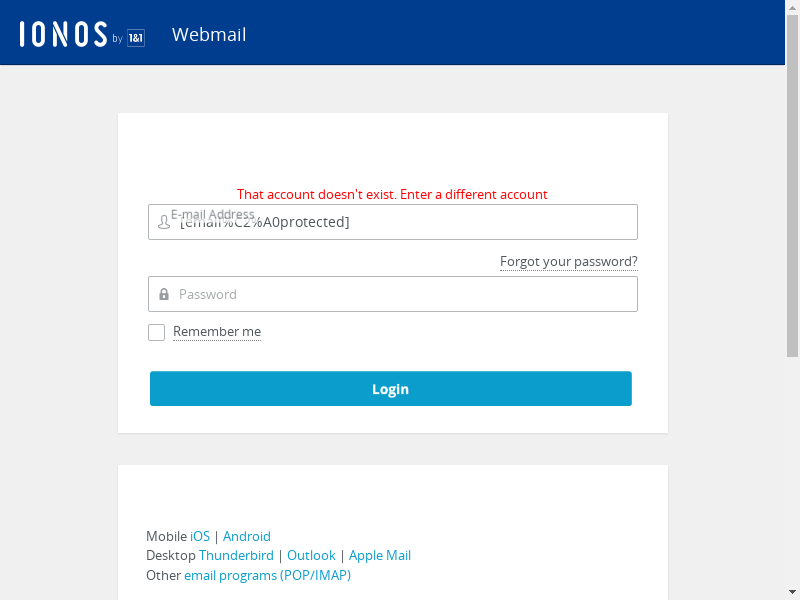 IONOS by 1&1 Webmail
That account doesn't exist. Enter a different account
E-mail Address
[email%C2%A0protected]
Forgot your password?
Password
Remember me
Login
Mobile iOS | Android
Desktop Thunderbird | Outlook | Apple Mail
Other email programs (POP/IMAP)